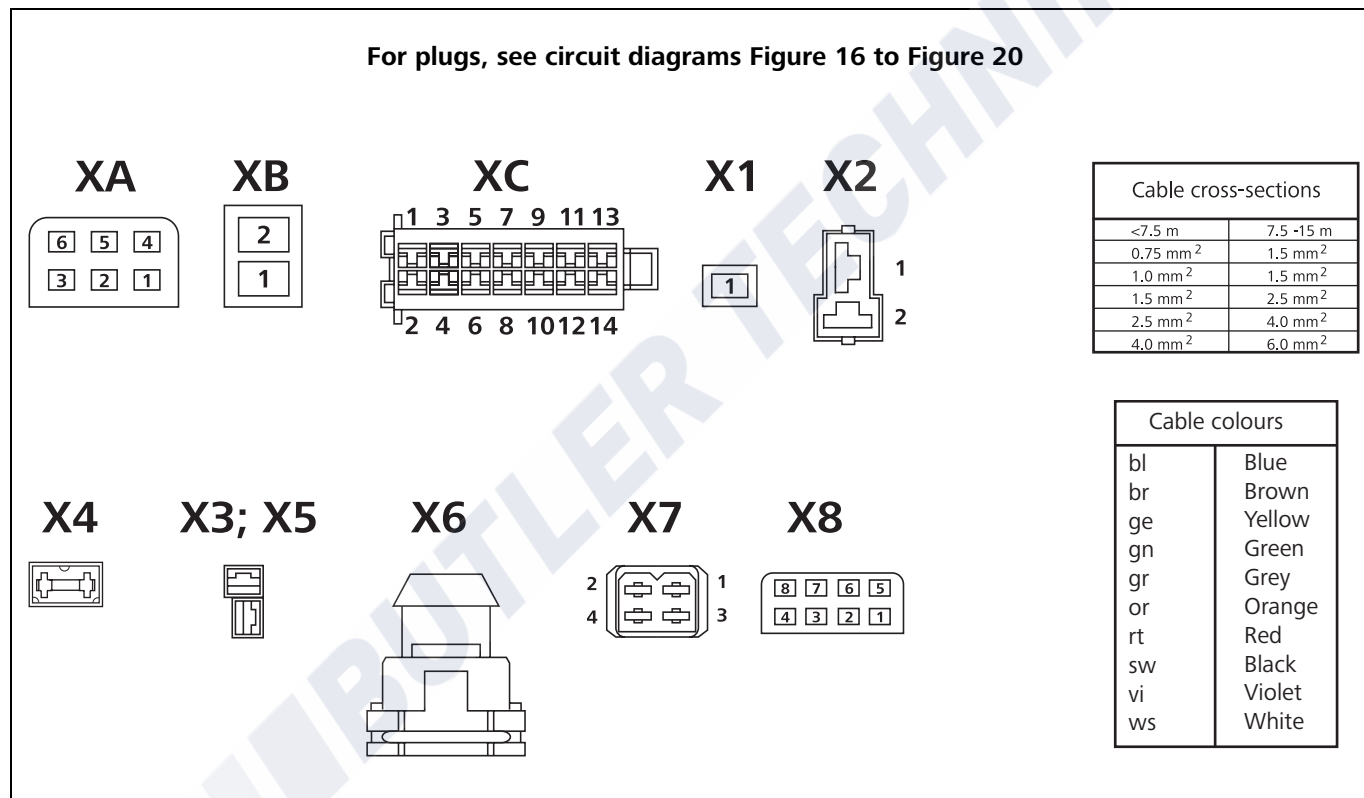 For plugs, see circuit diagrams Figure 16 to Figure 20
XA
6 5 4
3 2 1
XB
2
1
XC
1 3 5 7 9 11 13
2 4 6 8 10 12 14
X1
1
X2
1
2
Cable cross-sections
<7.5 m 7.5 -15 m
0.75 mm² 1.5 mm²
1.0 mm² 1.5 mm²
1.5 mm² 2.5 mm²
2.5 mm² 4.0 mm²
4.0 mm² 6.0 mm²
X4
X3; X5
X6
X7
2 1
4 3
X8
8 7 6 5
4 3 2 1
Cable colours
bl Blue
br Brown
ge Yellow
gn Green
gr Grey
or Orange
rt Red
sw Black
vi Violet
ws White
BUTLER TECHNI